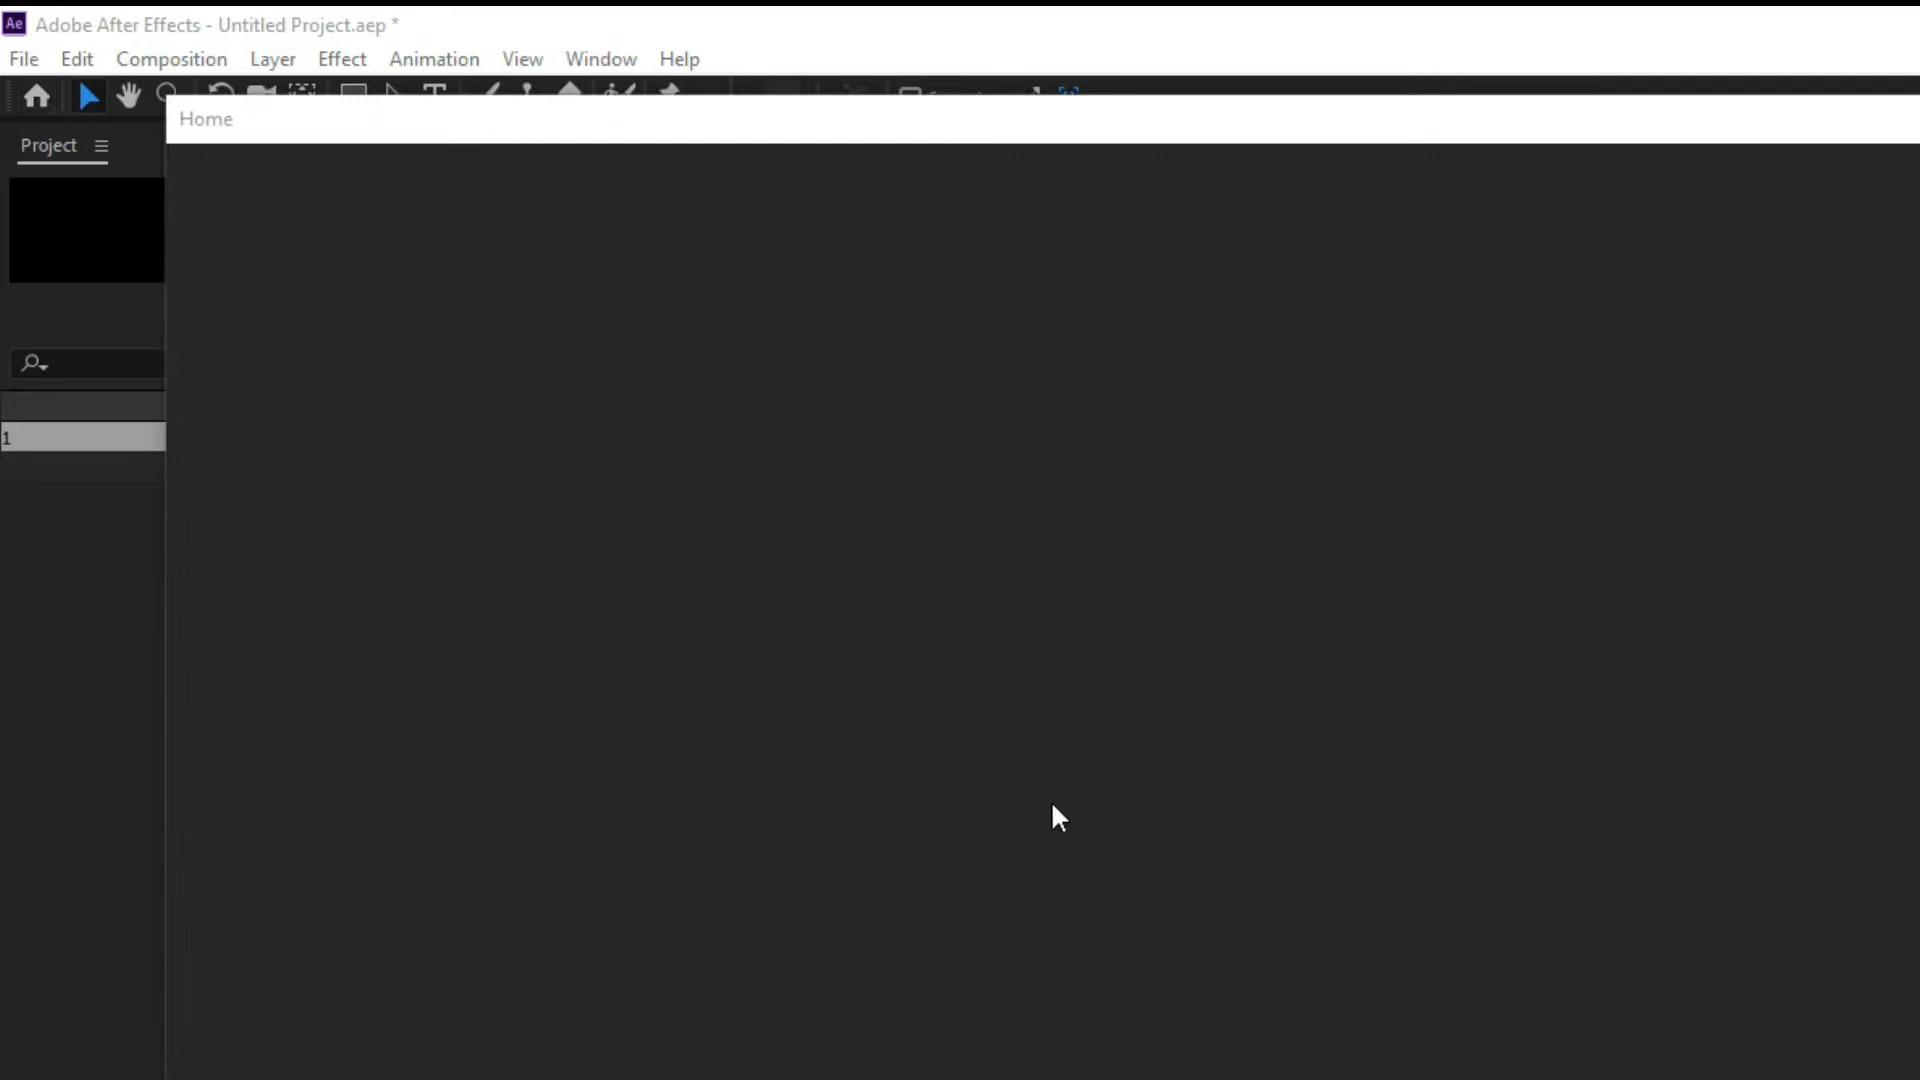 Ae Adobe After Effects - Untitled Project.aep *
File Edit Composition Layer Effect Animation View Window Help
Home
Project
1